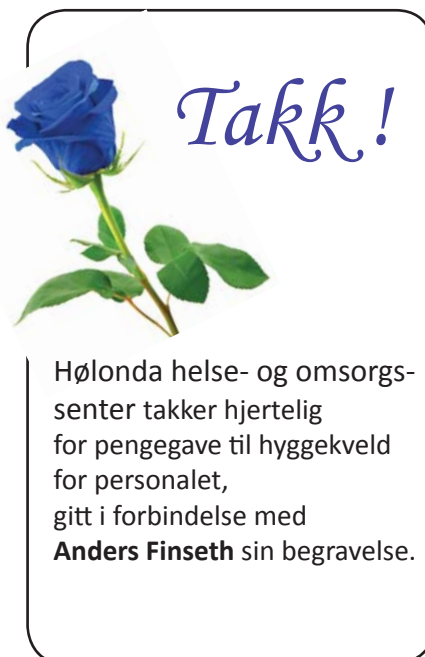 Takk !
Hølonda helse- og omsorgs-
senter takker hjertelig
for pengegave til hyggekveld
for personalet,
gitt i forbindelse med
Anders Finseth sin begravelse.